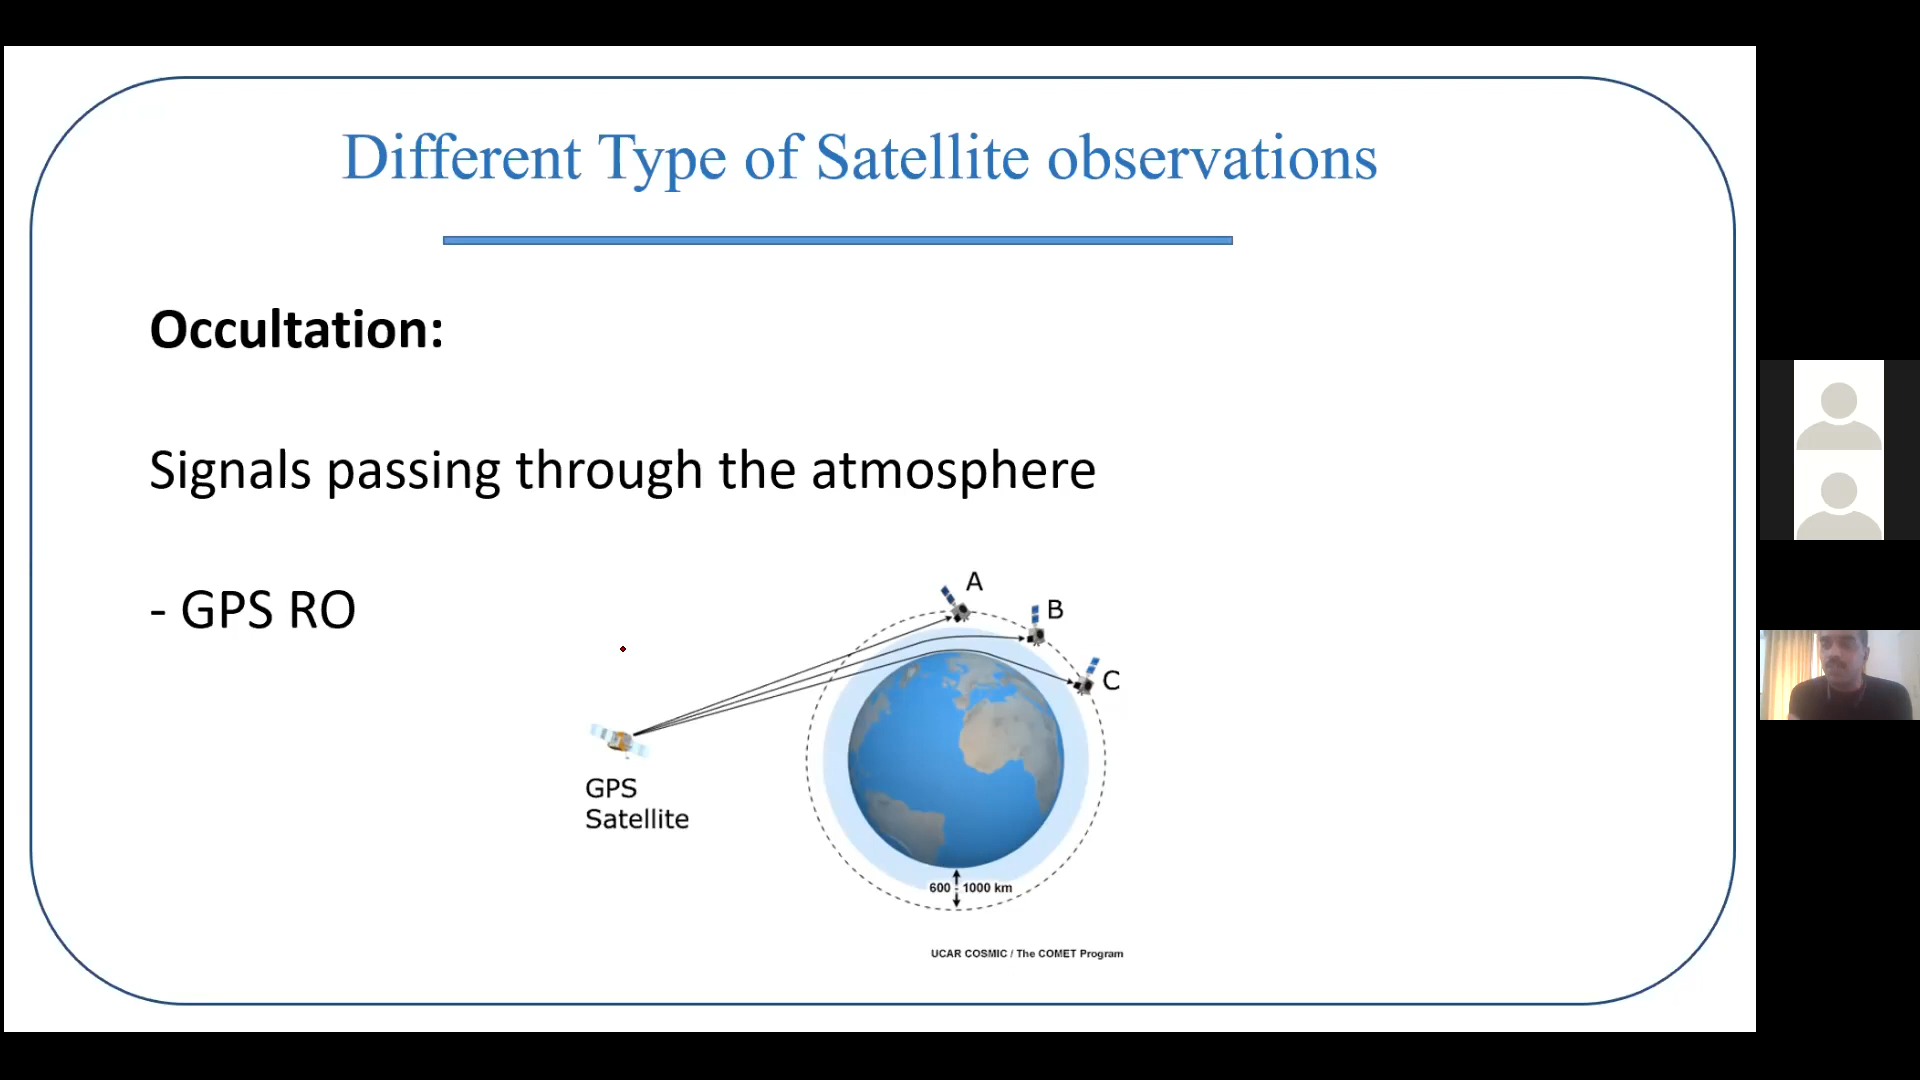 Different Type of Satellite observations
Occultation:
Signals passing through the atmosphere
- GPS RO
A
B
C
GPS
Satellite
600 - 1000 km
UCAR COSMIC / The COMET Program